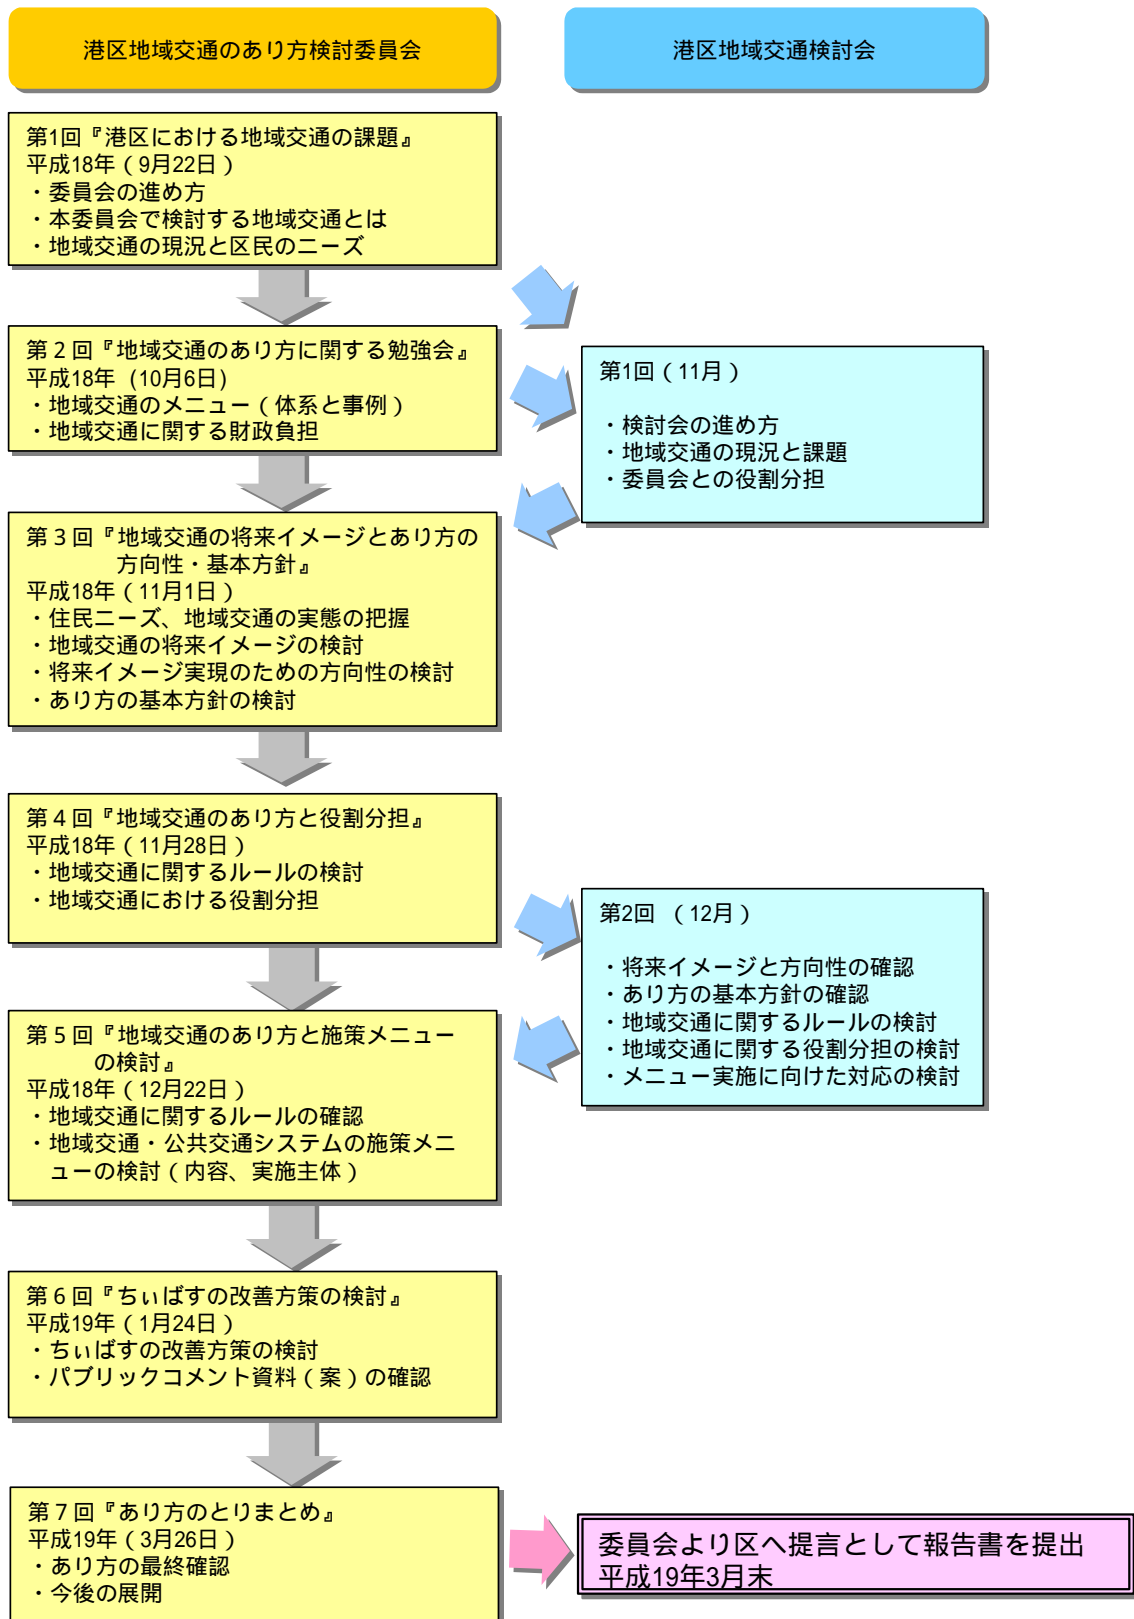 港区地域交通のあり方検討委員会
港区地域交通検討会
第1回『港区における地域交通の課題』
平成18年（9月22日）
・委員会の進め方
・本委員会で検討する地域交通とは
・地域交通の現況と区民のニーズ
第２回『地域交通のあり方に関する勉強会』
平成18年 (10月6日)
・地域交通のメニュー（体系と事例）
・地域交通に関する財政負担
第1回（11月）
・検討会の進め方
・地域交通の現況と課題
・委員会との役割分担
第３回『地域交通の将来イメージとあり方の
方向性・基本方針』
平成18年（11月1日）
・住民ニーズ、地域交通の実態の把握
・地域交通の将来イメージの検討
・将来イメージ実現のための方向性の検討
・あり方の基本方針の検討
第４回『地域交通のあり方と役割分担』
平成18年（11月28日）
・地域交通に関するルールの検討
・地域交通における役割分担
第2回 （12月）
・将来イメージと方向性の確認
・あり方の基本方針の確認
・地域交通に関するルールの検討
・地域交通に関する役割分担の検討
・メニュー実施に向けた対応の検討
第５回『地域交通のあり方と施策メニュー
の検討』
平成18年（12月22日）
・地域交通に関するルールの確認
・地域交通・公共交通システムの施策メニ
ューの検討（内容、実施主体）
第６回『ちぃばすの改善方策の検討』
平成19年（1月24日）
・ちぃばすの改善方策の検討
・パブリックコメント資料（案）の確認
第７回『あり方のとりまとめ』
平成19年（3月26日）
・あり方の最終確認
・今後の展開
委員会より区へ提言として報告書を提出
平成19年3月末